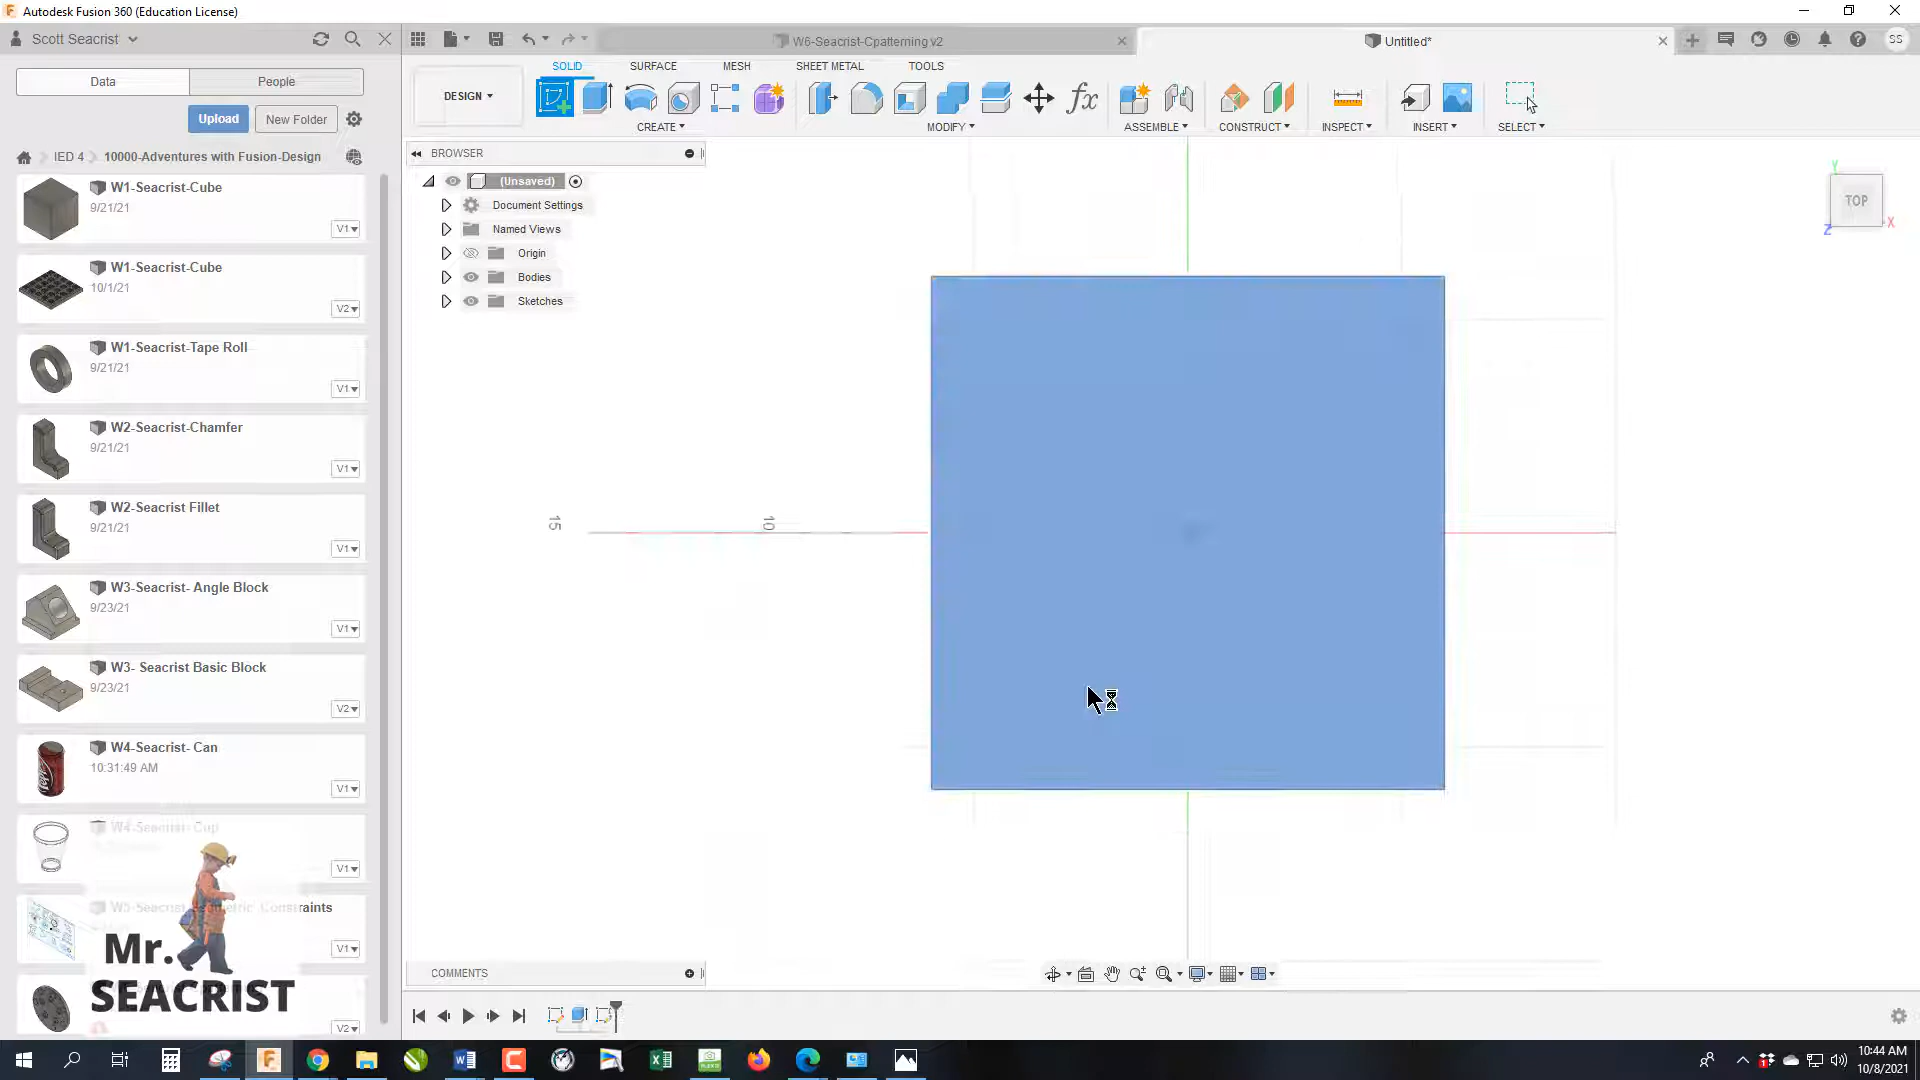 Autodesk Fusion 360 (Education License)
Scott Seacrist
W6-Seacrist-Cpatterning v2
Untitled*
SS
Data
People
SOLID
SURFACE
MESH
SHEET METAL
TOOLS
Upload
New Folder
DESIGN
CREATE
MODIFY
ASSEMBLE
CONSTRUCT
INSPECT
INSERT
SELECT
IED 4
10000-Adventures with Fusion-Design
BROWSER
(Unsaved)
Document Settings
Named Views
Origin
Bodies
Sketches
W1-Seacrist-Cube
9/21/21
V1
W1-Seacrist-Cube
10/1/21
V2
W1-Seacrist-Tape Roll
9/21/21
V1
W2-Seacrist-Chamfer
9/21/21
V1
W2-Seacrist Fillet
9/21/21
V1
W3-Seacrist- Angle Block
9/23/21
V1
W3- Seacrist Basic Block
9/23/21
V2
W4-Seacrist- Can
10:31:49 AM
V1
W4-Seacrist- Cup
V1
V1
V2
Mr.
SEACRIST
15
10
TOP
X
Y
Z
COMMENTS
10:44 AM
10/8/2021